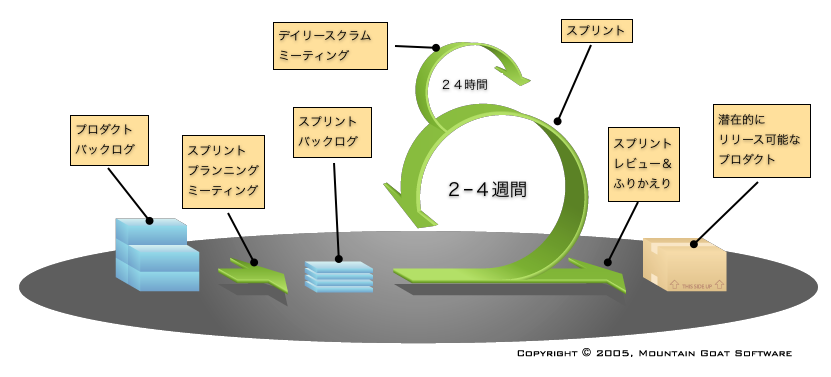 デイリースクラム
ミーティング
スプリント
２４時間
プロダクト
バックログ
スプリント
プランニング
ミーティング
スプリント
バックログ
２−４週間
スプリント
レビュー＆
ふりかえり
潜在的に
リリース可能な
プロダクト
THIS SIDE UP
COPYRIGHT © 2005, MOUNTAIN GOAT SOFTWARE